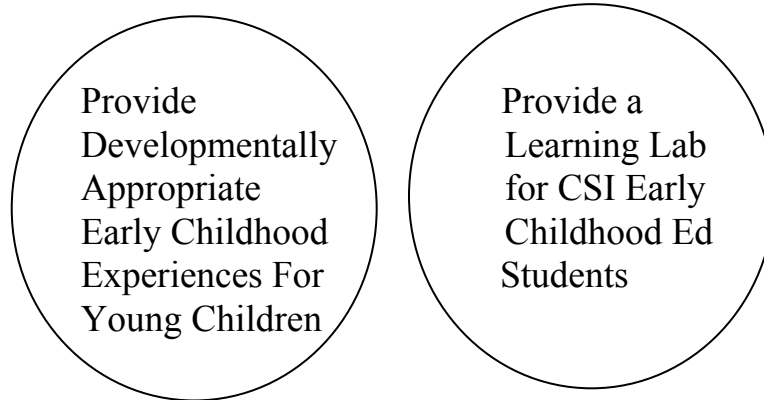 Provide
Developmentally
Appropriate
Early Childhood
Experiences For
Young Children
Provide a
Learning Lab
for CSI Early
Childhood Ed
Students